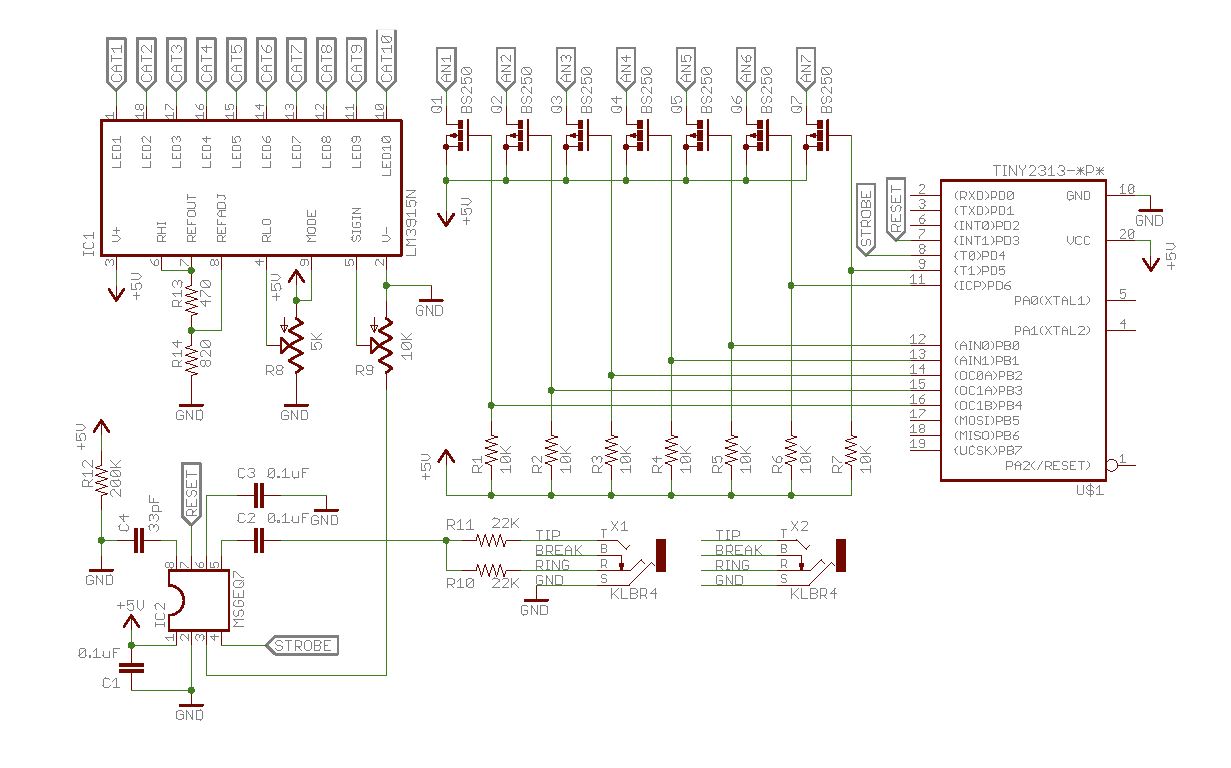 CAT1
CAT2
CAT3
CAT4
CAT5
CAT6
CAT7
CAT8
CAT9
CAT10
AN1
AN2
AN3
AN4
AN5
AN6
AN7
Q1
BS250
Q2
BS250
Q3
BS250
Q4
BS250
Q5
BS250
Q6
BS250
Q7
BS250
1
18
17
16
15
14
13
12
11
10
LED1
LED2
LED3
LED4
LED5
LED6
LED7
LED8
LED9
LED10
IC1
V+
RHI
REFOUT
REFADJ
RLO
MODE
SIGIN
V-
LM3915N
3
6
7
8
4
9
5
2
+5V
R13
470
R14
820
GND
+5V
R8
5K
GND
R9
10K
GND
+5V
TINY2313-*P*
STROBE
RESET
2
(RXD)PD0
3
(TXD)PD1
6
(INT0)PD2
7
(INT1)PD3
8
(T0)PD4
9
(T1)PD5
11
(ICP)PD6
12
(AIN0)PB0
13
(AIN1)PB1
14
(OC0A)PB2
15
(OC1A)PB3
16
(OC1B)PB4
17
(MOSI)PB5
18
(MISO)PB6
19
(UCSK)PB7
GND
10
GND
VCC
20
+5V
PA0(XTAL1)
5
PA1(XTAL2)
4
PA2(/RESET)
1
U$1
+5V
R1
10K
R2
10K
R3
10K
R4
10K
R5
10K
R6
10K
R7
10K
+5V
R12
200K
C4
33pF
GND
RESET
C3
0.1uF
GND
C2
0.1uF
R11
22K
R10
22K
TIP
BREAK
RING
GND
GND
T
B
R
S
X1
KLBR4
TIP
BREAK
RING
GND
T
B
R
S
X2
KLBR4
8
7
6
5
IC2
MSGEQ7
1
2
3
4
+5V
0.1uF
C1
GND
STROBE